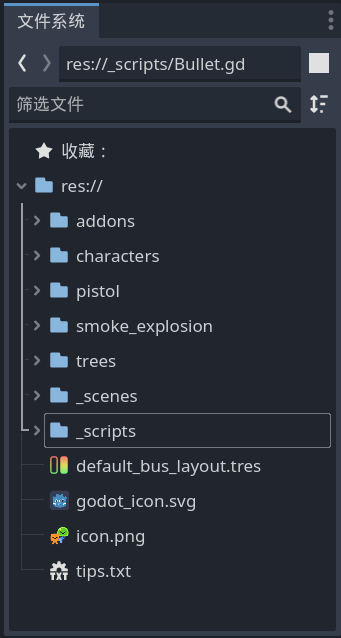 文件系统
res://_scripts/Bullet.gd
筛选文件
收藏：
res://
addons
characters
pistol
smoke_explosion
trees
_scenes
_scripts
default_bus_layout.tres
godot_icon.svg
icon.png
TXT tips.txt